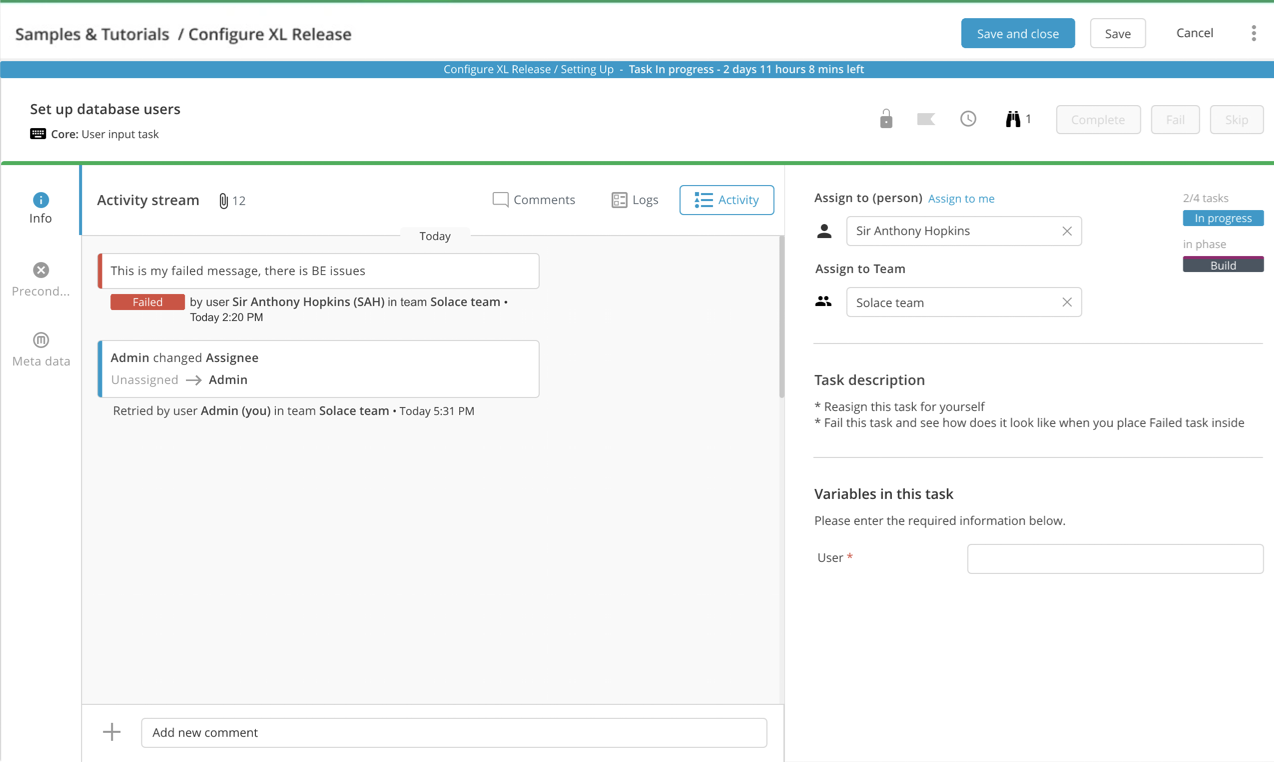 Samples & Tutorials / Configure XL Release
Save and close
Save
Cancel
Configure XL Release / Setting Up - Task In progress - 2 days 11 hours 8 mins left
Set up database users
Core: User input task
1
Complete
Fail
Skip
Info
Precond...
Meta data
Activity stream
12
Comments
Logs
Activity
Today
This is my failed message, there is BE issues
Failed
by user Sir Anthony Hopkins (SAH) in team Solace team •
Today 2:20 PM
Admin changed Assignee
Unassigned → Admin
Retried by user Admin (you) in team Solace team • Today 5:31 PM
Add new comment
Assign to (person) Assign to me
Sir Anthony Hopkins
Assign to Team
Solace team
2/4 tasks
In progress
in phase
Build
Task description
* Reasign this task for yourself
* Fail this task and see how does it look like when you place Failed task inside
Variables in this task
Please enter the required information below.
User *